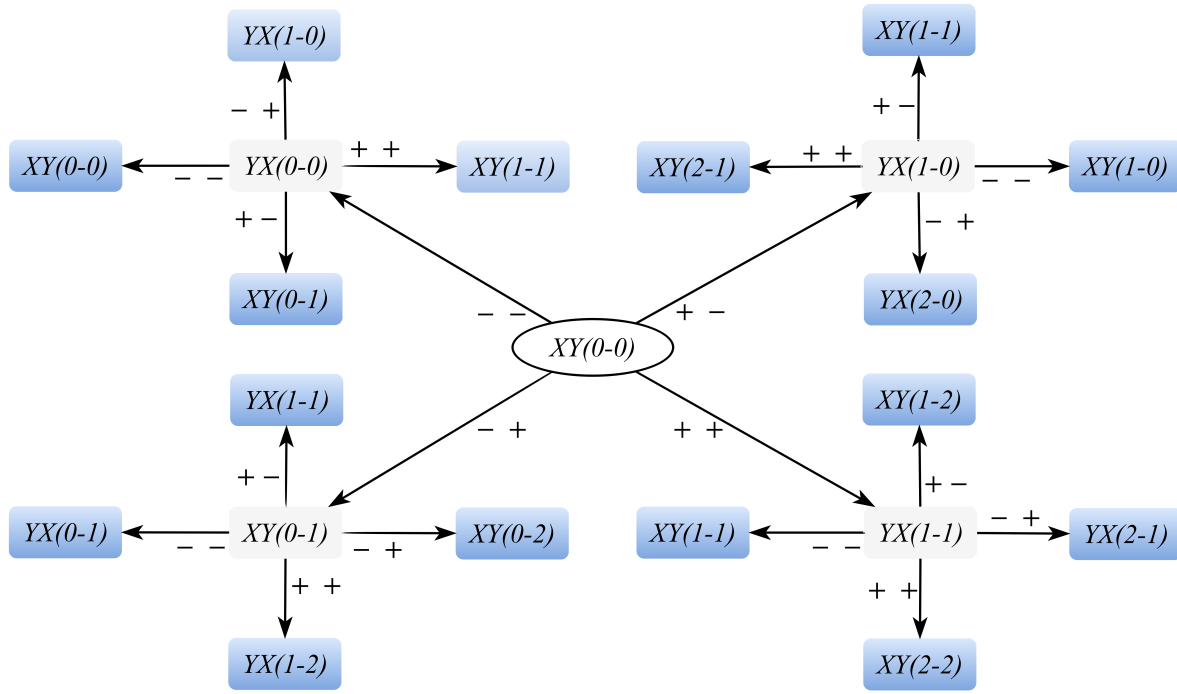 YX(1-0)
XY(1-1)
− +
+ −
XY(0-0)
− −
YX(0-0)
+ +
XY(1-1)
XY(2-1)
+ +
YX(1-0)
− −
XY(1-0)
+ −
− +
XY(0-1)
YX(2-0)
− −
+ −
XY(0-0)
− +
+ +
YX(1-1)
XY(1-2)
+ −
+ −
YX(0-1)
− −
XY(0-1)
− +
XY(0-2)
XY(1-1)
− −
YX(1-1)
− +
YX(2-1)
+ +
+ +
YX(1-2)
XY(2-2)